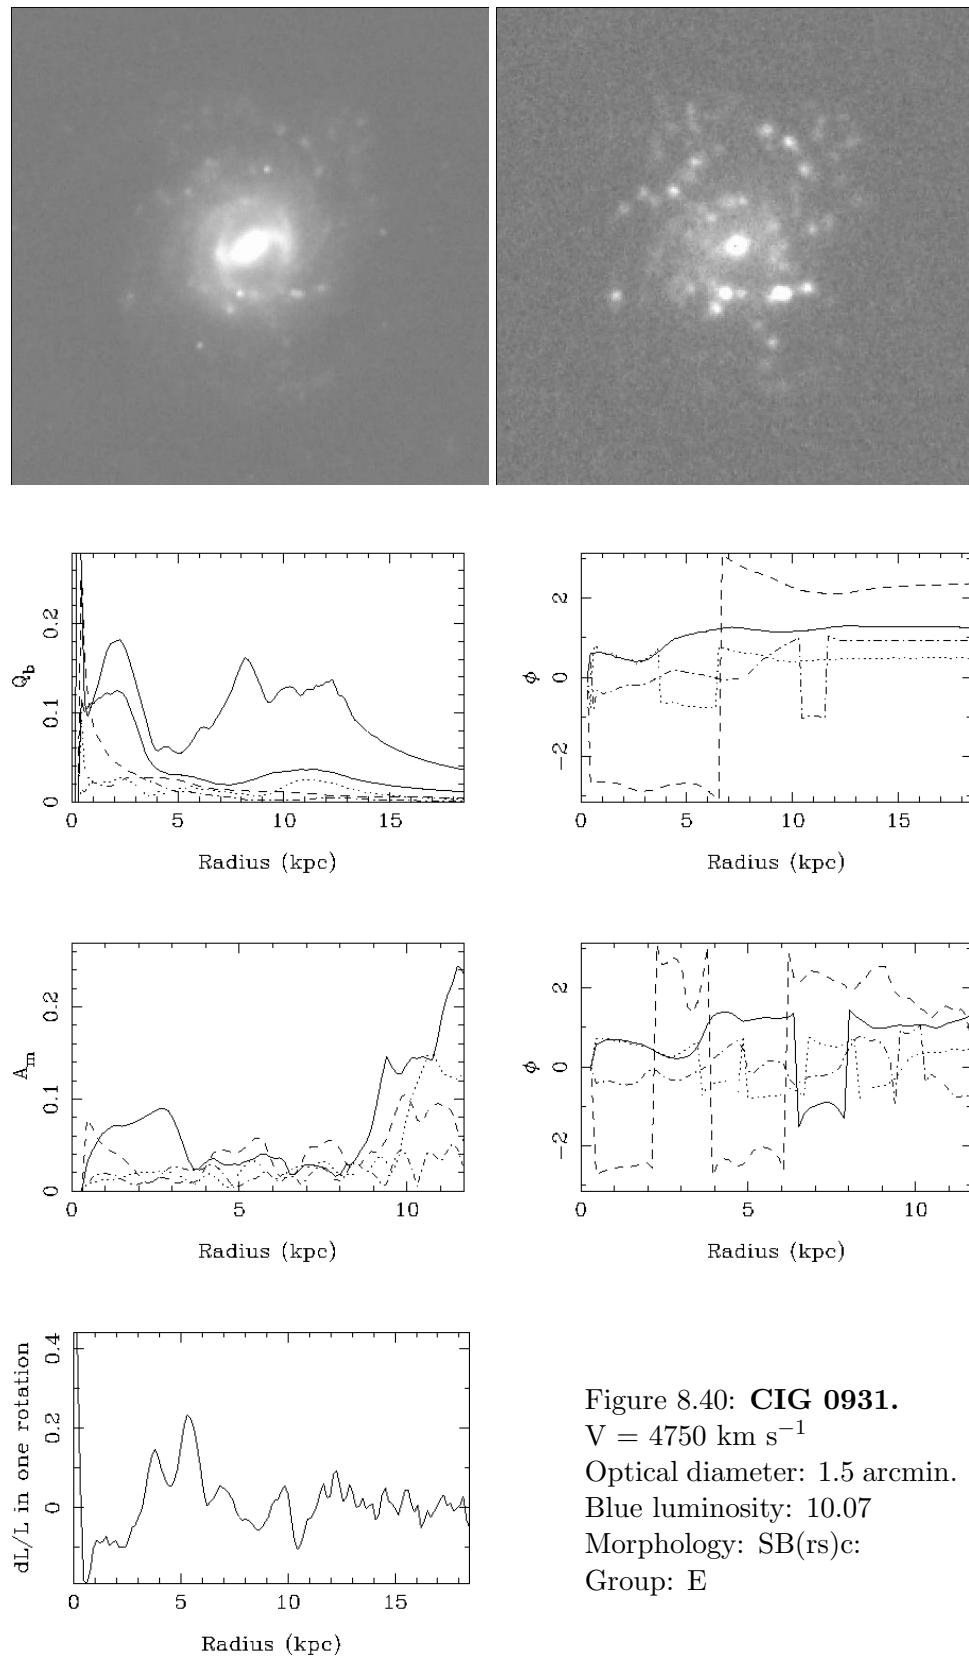 Q_b
0.2
0.1
0
0 5 10 15
Radius (kpc)
φ
2
0
−2
0 5 10 15
Radius (kpc)
A_m
0.2
0.1
0
0 5 10
Radius (kpc)
φ
2
0
−2
0 5 10
Radius (kpc)
dL/L in one rotation
0.4
0.2
0
0 5 10 15
Radius (kpc)
Figure 8.40: CIG 0931.
V = 4750 km s⁻¹
Optical diameter: 1.5 arcmin.
Blue luminosity: 10.07
Morphology: SB(rs)c:
Group: E